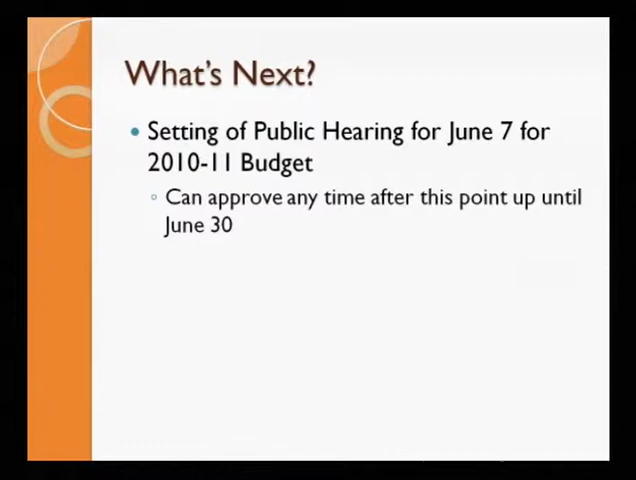 What's Next?
• Setting of Public Hearing for June 7 for
2010-11 Budget
◦ Can approve any time after this point up until
June 30